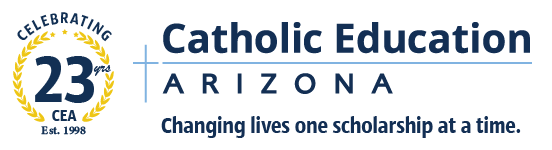 CELEBRATING
23yrs
CEA
Est. 1998
Catholic Education
ARIZONA
Changing lives one scholarship at a time.